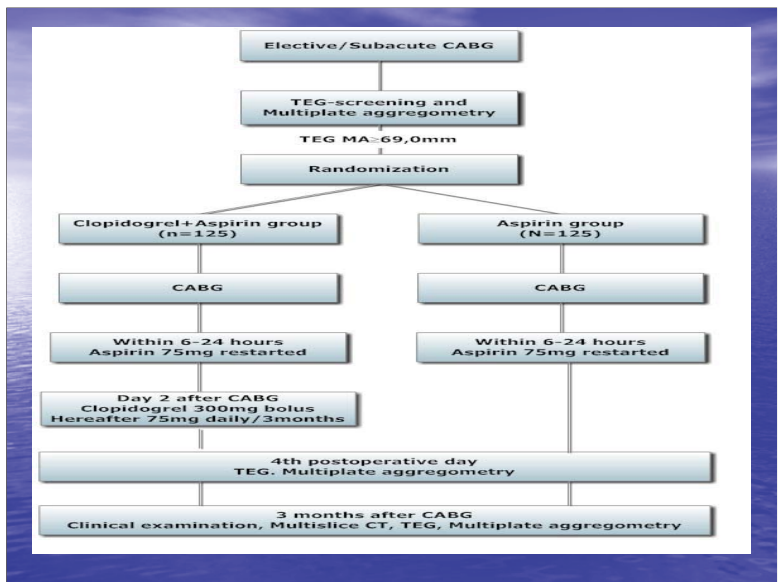 Elective/Subacute CABG
TEG-screening and
Multiplate aggregometry
TEG MA≥69,0mm
Randomization
Clopidogrel+Aspirin group
(n=125)
Aspirin group
(N=125)
CABG
CABG
Within 6-24 hours
Aspirin 75mg restarted
Within 6-24 hours
Aspirin 75mg restarted
Day 2 after CABG
Clopidogrel 300mg bolus
Hereafter 75mg daily/3months
4th postoperative day
TEG. Multiplate aggregometry
3 months after CABG
Clinical examination, Multislice CT, TEG, Multiplate aggregometry